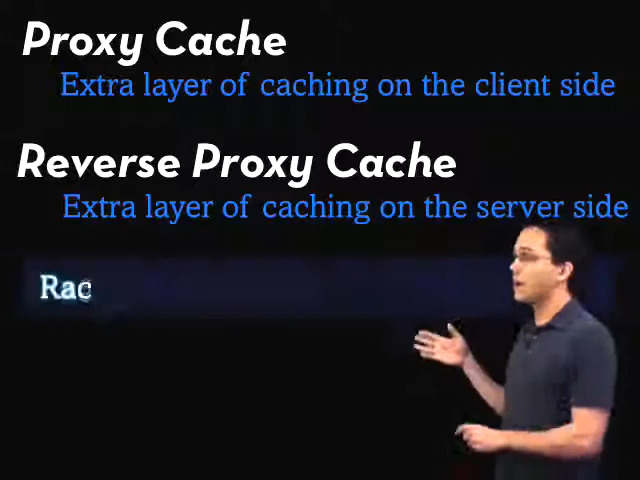 Proxy Cache
Extra layer of caching on the client side
Reverse Proxy Cache
Extra layer of caching on the server side
Rac